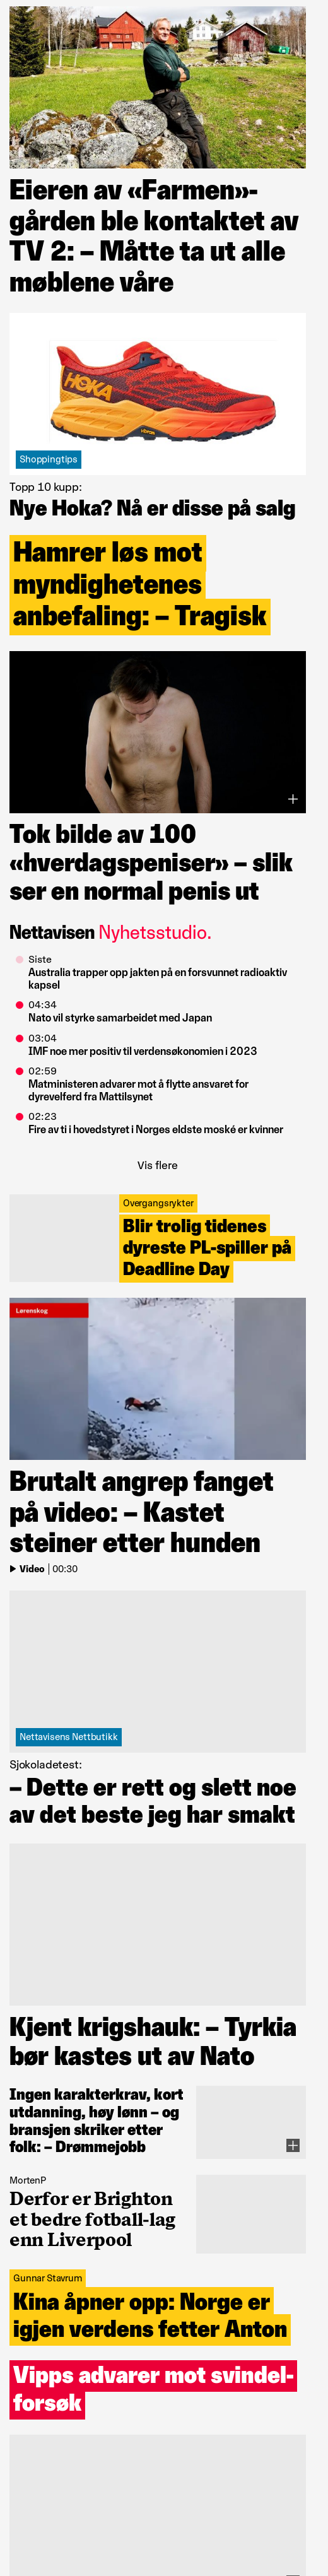 Eieren av «Farmen»-
gården ble kontaktet av
TV 2: – Måtte ta ut alle
møblene våre
HOKA
vibram
Shoppingtips
Topp 10 kupp:
Nye Hoka? Nå er disse på salg
Hamrer løs mot
myndighetenes
anbefaling: – Tragisk
Tok bilde av 100
«hverdagspeniser» – slik
ser en normal penis ut
Nettavisen Nyhetsstudio.
Siste
Australia trapper opp jakten på en forsvunnet radioaktiv
kapsel
04:34
Nato vil styrke samarbeidet med Japan
03:04
IMF noe mer positiv til verdensøkonomien i 2023
02:59
Matministeren advarer mot å flytte ansvaret for
dyrevelferd fra Mattilsynet
02:23
Fire av ti i hovedstyret i Norges eldste moské er kvinner
Vis flere
Overgangsrykter
Blir trolig tidenes
dyreste PL-spiller på
Deadline Day
Lørenskog
Brutalt angrep fanget
på video: – Kastet
steiner etter hunden
Video | 00:30
Nettavisens Nettbutikk
Sjokoladetest:
– Dette er rett og slett noe
av det beste jeg har smakt
Kjent krigshauk: – Tyrkia
bør kastes ut av Nato
Ingen karakterkrav, kort
utdanning, høy lønn – og
bransjen skriker etter
folk: – Drømmejobb
MortenP
Derfor er Brighton
et bedre fotball-lag
enn Liverpool
Gunnar Stavrum
Kina åpner opp: Norge er
igjen verdens fetter Anton
Vipps advarer mot svindel-
forsøk